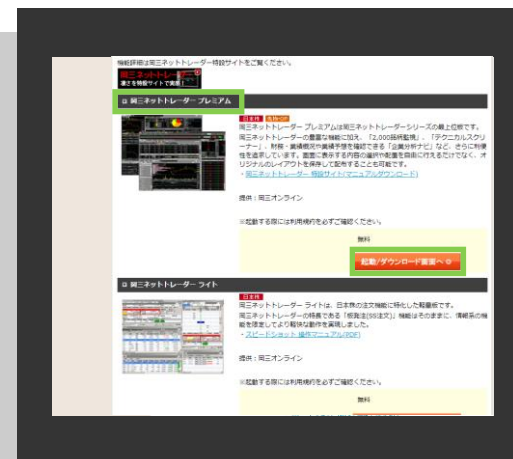 機能詳細は岡三ネットトレーダー特設サイトをご覧ください。
岡三ネットトレーダー
凄さを特設サイトで実感!
岡三ネットトレーダー プレミアム
日本株 先物・OP
岡三ネットトレーダー プレミアムは岡三ネットトレーダーシリーズの最上位版です。
岡三ネットトレーダーの豊富な機能に加え、「2,000銘柄監視」、「テクニカルスクリ
ーナー」、財務・業績概況や業績予想を確認できる「企業分析ナビ」など、さらに利便
性を追求しています。画面に表示する内容の選択や配置を自由に行えるだけでなく、オ
リジナルのレイアウトを保存して配布することも可能です。
・岡三ネットトレーダー 特設サイト(マニュアルダウンロード)
提供：岡三オンライン
※起動する際には利用規約を必ずご確認ください。
無料
起動/ダウンロード画面へ
岡三ネットトレーダー ライト
日本株
岡三ネットトレーダー ライトは、日本株の注文機能に特化した軽量版です。
岡三ネットトレーダーの特長である「板発注(SS注文)」機能はそのままに、情報系の機
能を限定してより軽快な動作を実現しました。
・スピードショット 操作マニュアル(PDF)
提供：岡三オンライン
※起動する際には利用規約を必ずご確認ください。
無料